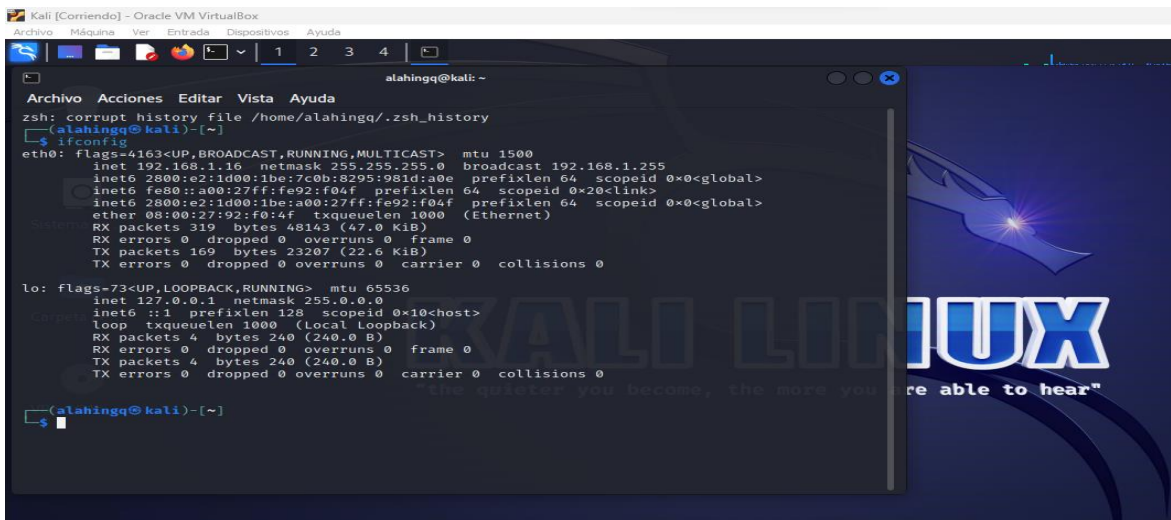 Kali [Corriendo] - Oracle VM VirtualBox
Archivo Máquina Ver Entrada Dispositivos Ayuda
1 2 3 4
alahingq@kali: ~
Archivo Acciones Editar Vista Ayuda
zsh: corrupt history file /home/alahingq/.zsh_history
(alahingq㉿kali)-[~]
$ ifconfig
eth0: flags=4163<UP,BROADCAST,RUNNING,MULTICAST> mtu 1500
inet 192.168.1.16 netmask 255.255.255.0 broadcast 192.168.1.255
inet6 2800:e2:1d00:1be:7c0b:8295:981d:a0e prefixlen 64 scopeid 0×0<global>
inet6 fe80::a00:27ff:fe92:f04f prefixlen 64 scopeid 0×20<link>
inet6 2800:e2:1d00:1be:a00:27ff:fe92:f04f prefixlen 64 scopeid 0×0<global>
ether 08:00:27:92:f0:4f txqueuelen 1000 (Ethernet)
RX packets 319 bytes 48143 (47.0 KiB)
RX errors 0 dropped 0 overruns 0 frame 0
TX packets 169 bytes 23207 (22.6 KiB)
TX errors 0 dropped 0 overruns 0 carrier 0 collisions 0
lo: flags=73<UP,LOOPBACK,RUNNING> mtu 65536
inet 127.0.0.1 netmask 255.0.0.0
inet6 ::1 prefixlen 128 scopeid 0×10<host>
loop txqueuelen 1000 (Local Loopback)
RX packets 4 bytes 240 (240.0 B)
RX errors 0 dropped 0 overruns 0 frame 0
TX packets 4 bytes 240 (240.0 B)
TX errors 0 dropped 0 overruns 0 carrier 0 collisions 0
KALI LINUX
"the quieter you become, the more you are able to hear"
(alahingq㉿kali)-[~]
$